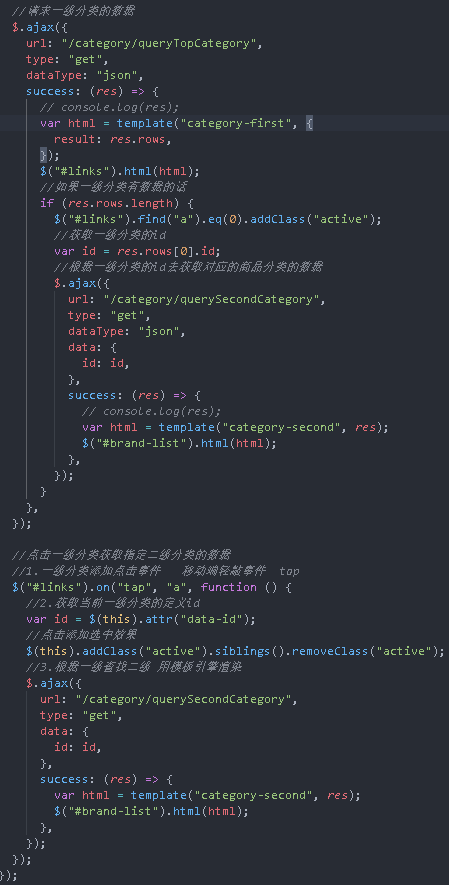 //请求一级分类的数据
$.ajax({
url: "/category/queryTopCategory",
type: "get",
dataType: "json",
success: (res) => {
// console.log(res);
var html = template("category-first", {
result: res.rows,
});
$("#links").html(html);
//如果一级分类有数据的话
if (res.rows.length) {
$("#links").find("a").eq(0).addClass("active");
//获取一级分类的id
var id = res.rows[0].id;
//根据一级分类的id去获取对应的商品分类的数据
$.ajax({
url: "/category/querySecondCategory",
type: "get",
dataType: "json",
data: {
id: id,
},
success: (res) => {
// console.log(res);
var html = template("category-second", res);
$("#brand-list").html(html);
},
});
}
},
});
//点击一级分类获取指定二级分类的数据
//1.一级分类添加点击事件 移动端轻敲事件 tap
$("#links").on("tap", "a", function () {
//2.获取当前一级分类的定义id
var id = $(this).attr("data-id");
//点击添加选中效果
$(this).addClass("active").siblings().removeClass("active");
//3.根据一级查找二级 用模板引擎渲染
$.ajax({
url: "/category/querySecondCategory",
type: "get",
data: {
id: id,
},
success: (res) => {
var html = template("category-second", res);
$("#brand-list").html(html);
},
});
});
});